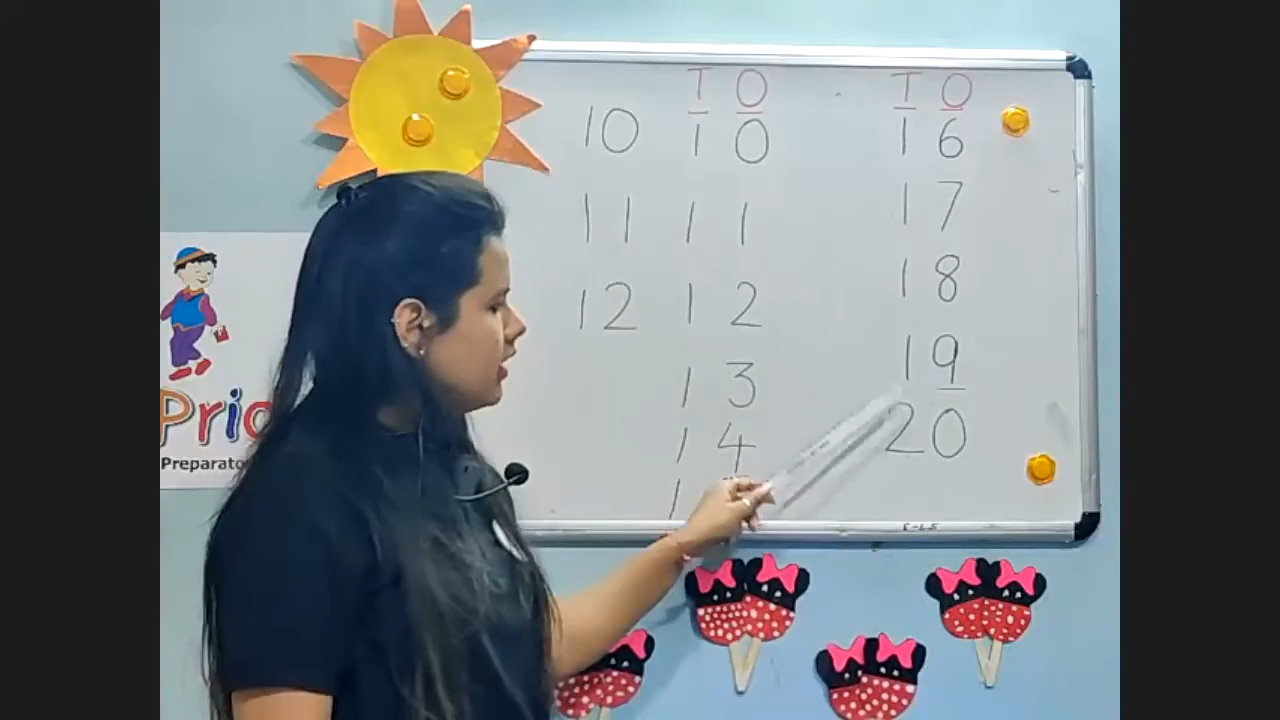 T O T O
10 1 0 1 6
11 1 1 1 7
12 1 2 1 8
1 3 1 9
1 4 2 0
1
Preparato